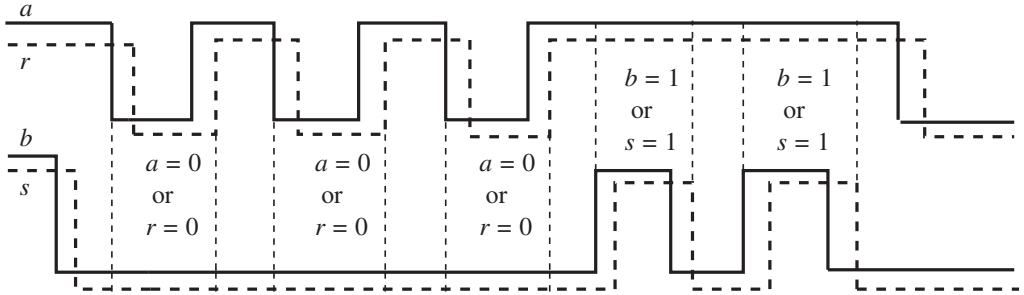 a
r
b = 1
or
s = 1
b = 1
or
s = 1
b
s
a = 0
or
r = 0
a = 0
or
r = 0
a = 0
or
r = 0